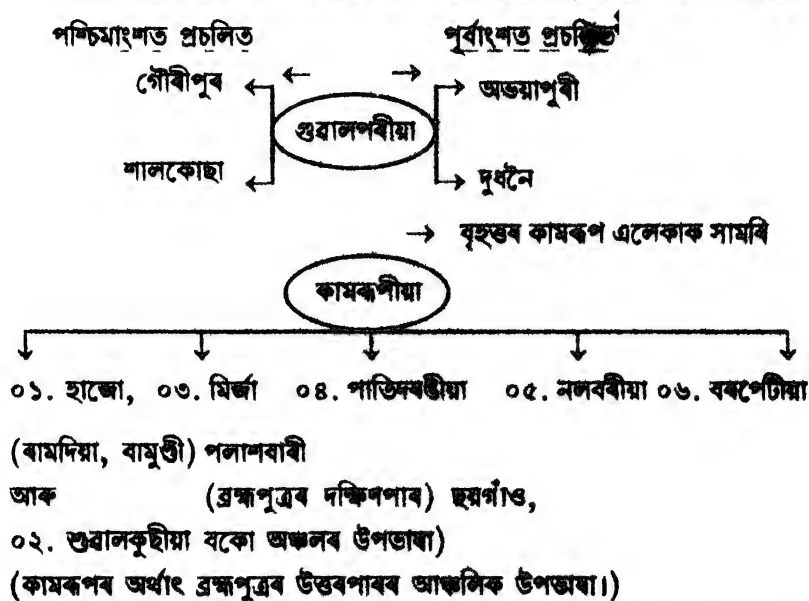 পশ্চিমাংশত প্ৰচলিত পূৰ্বাংশত প্ৰচলিত
গৌৰীপুৰ ← → অভয়াপুৰী
গুৱালপৰীয়া
শালকোছা দুধনৈ
→ বৃহত্তৰ কামৰূপ এলেকাক সামৰি
কামৰূপীয়া
০১. হাজো, ০৩. মিৰ্জা ০৪. পাতিদৰঙীয়া ০৫. নলবৰীয়া ০৬. বৰপেটীয়া
(ৰামদিয়া, বামুণ্ডী) পলাশবাৰী
আৰু (ব্ৰহ্মপুত্ৰৰ দক্ষিণপাৰ) ছয়গাঁও,
০২. শুৱালকুছীয়া বকো অঞ্চলৰ উপভাষা)
(কামৰূপৰ অৰ্থাৎ ব্ৰহ্মপুত্ৰৰ উত্তৰপাৰৰ আঞ্চলিক উপভাষা।)